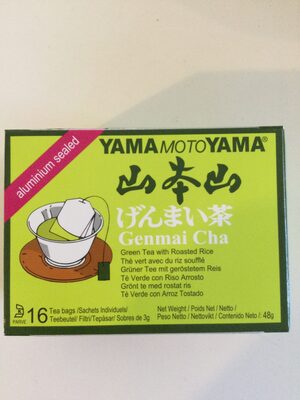 aluminium sealed
YAMAMOTOYAMA®
山本山
げんまい茶
Genmai Cha
Green Tea with Roasted Rice
Thé vert avec du riz soufflé
Grüner Tee mit geröstetem Reis
Tè Verde con Riso Arrosto
Grönt te med rostat ris
Té Verde con Arroz Tostado
PARVE
16 Tea bags /Sachets Individuels/
Teebeutel/ Filtri/Tepåsar/ Sobres de 3g
Net Weight / Poids Net / Netto /
Peso Netto / Nettovikt / Contenido Neto /: 48g